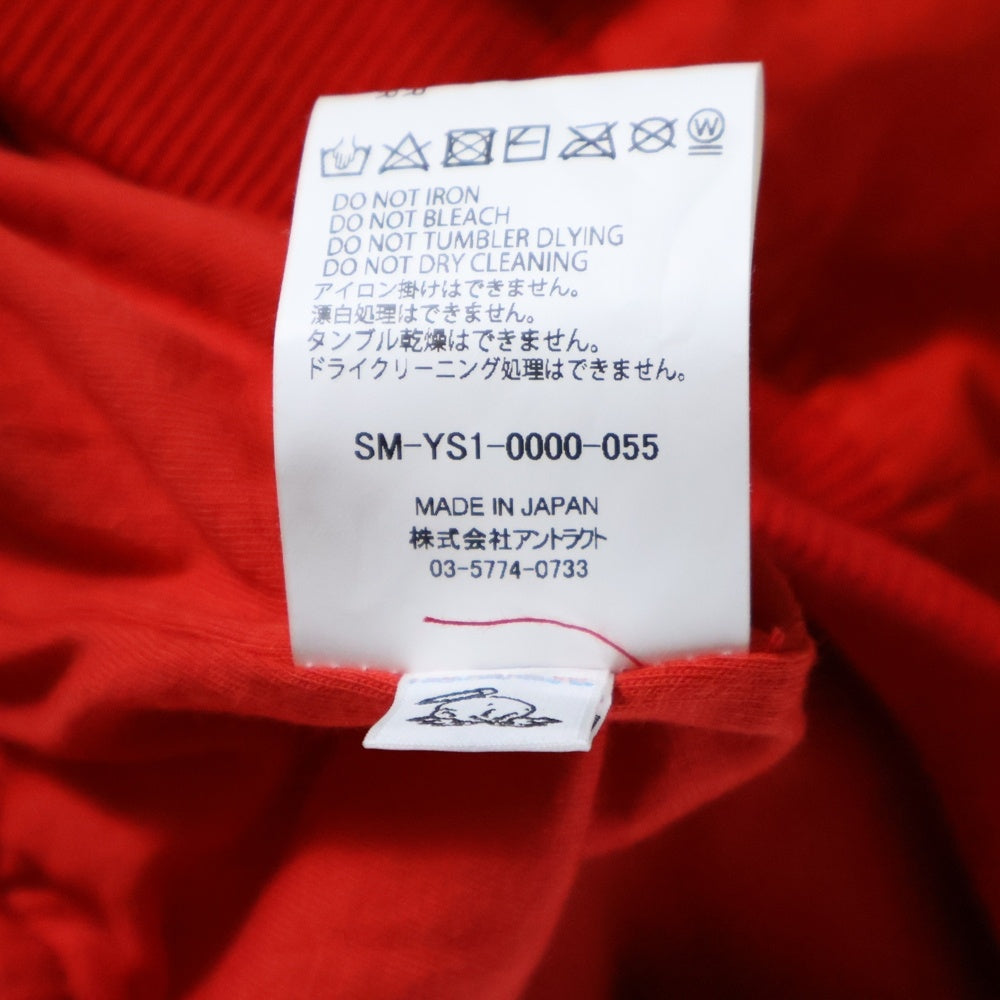 W
DO NOT IRON
DO NOT BLEACH
DO NOT TUMBLER DLYING
DO NOT DRY CLEANING
アイロン掛けはできません。
漂白処理はできません。
タンブル乾燥はできません。
ドライクリーニング処理はできません。
SM-YS1-0000-055
MADE IN JAPAN
株式会社アントラクト
03-5774-0733